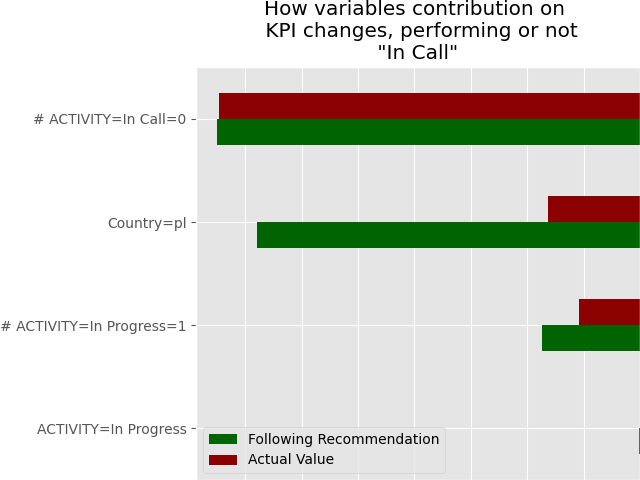 How variables contribution on
KPI changes, performing or not
"In Call"
# ACTIVITY=In Call=0
Country=pl
# ACTIVITY=In Progress=1
ACTIVITY=In Progress
Following Recommendation
Actual Value